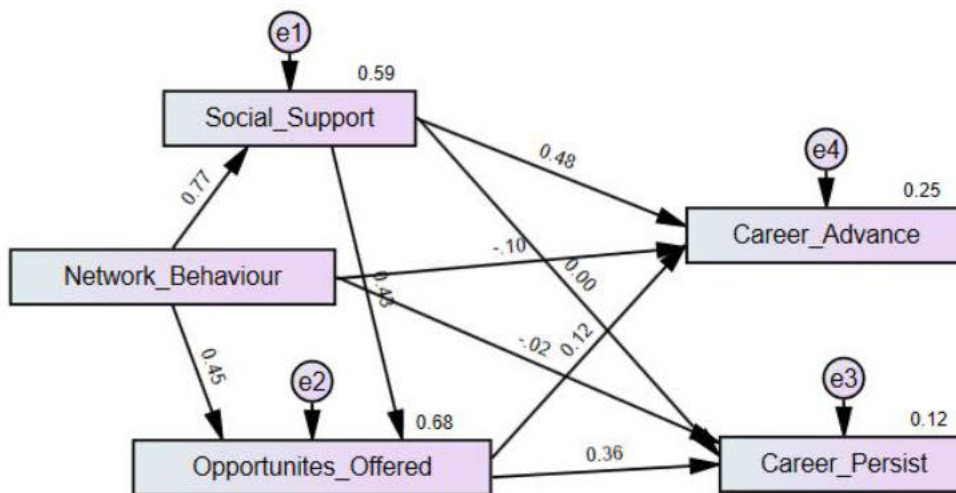 e1
0.59
Social_Support
e4
0.77
0.48
0.25
Career_Advance
Network_Behaviour
-.10
0.00
0.43
0.45
-.02
0.12
e2
e3
0.68
0.12
Opportunites_Offered
0.36
Career_Persist